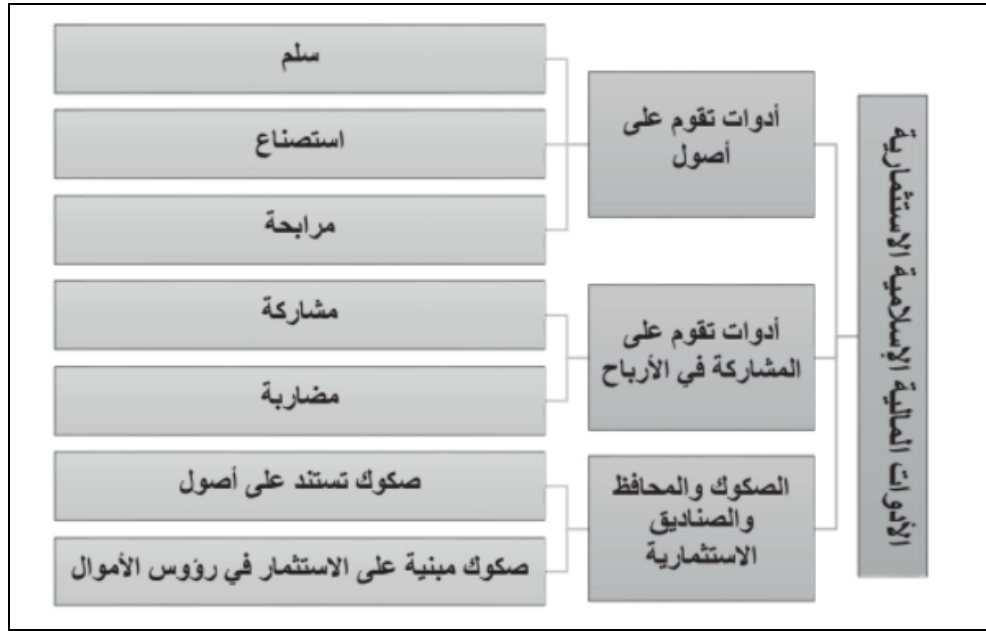 الأدوات المالية الإسلامية الاستثمارية
أدوات تقوم على
أصول
سلم
استصناع
مرابحة
أدوات تقوم على
المشاركة في الأرباح
مشاركة
مضاربة
الصكوك والمحافظ
والصناديق
الاستثمارية
صكوك تستند على أصول
صكوك مبنية على الاستثمار في رؤوس الأموال